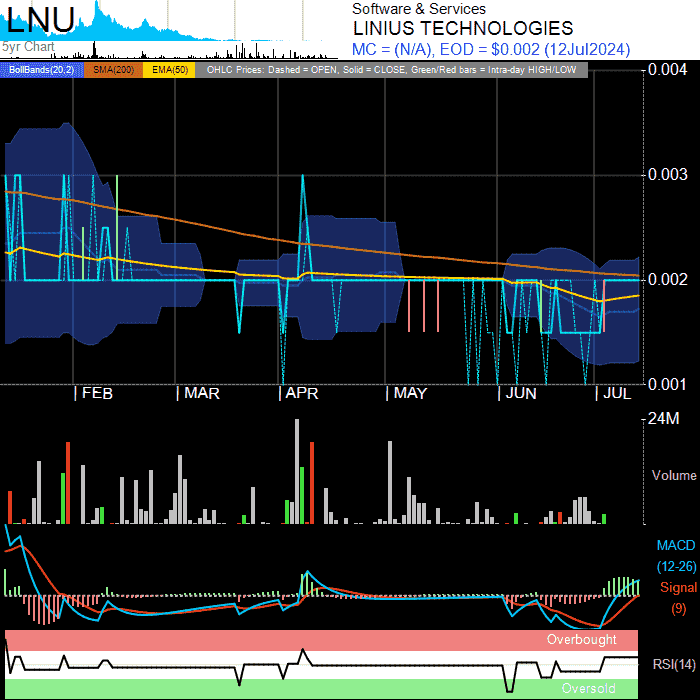 LNU
5yr Chart
Software & Services
LINIUS TECHNOLOGIES
MC = (N/A), EOD = $0.002 (12Jul2024)
BollBands(20,2) SMA(200) EMA(50) OHLC Prices: Dashed = OPEN, Solid = CLOSE, Green/Red bars = Intra-day HIGH/LOW
0.004
0.003
0.002
0.001
FEB MAR APR MAY JUN JUL
24M
Volume
MACD
(12-26)
Signal
(9)
Overbought
RSI(14)
Oversold